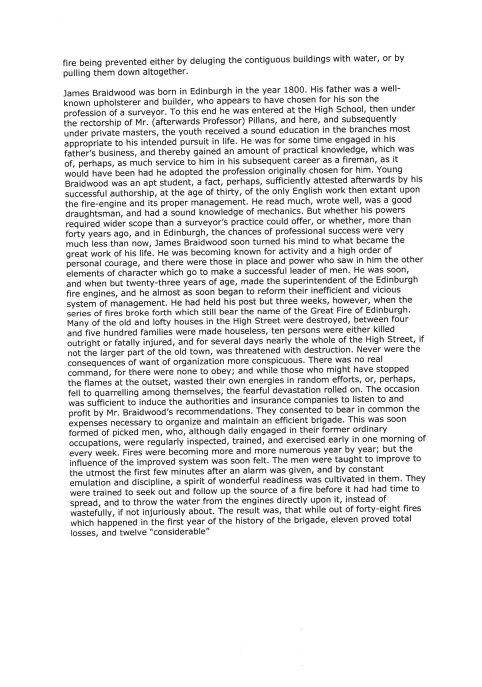 fire being prevented either by deluging the contiguous buildings with water, or by
pulling them down altogether.
James Braidwood was born in Edinburgh in the year 1800. His father was a well-
known upholsterer and builder, who appears to have chosen for his son the
profession of a surveyor. To this end he was entered at the High School, then under
the rectorship of Mr. (afterwards Professor) Pillans, and here, and subsequently
under private masters, the youth received a sound education in the branches most
appropriate to his intended pursuit in life. He was for some time engaged in his
father's business, and thereby gained an amount of practical knowledge, which was
of, perhaps, as much service to him in his subsequent career as a fireman, as it
would have been had he adopted the profession originally chosen for him. Young
Braidwood was an apt student, a fact, perhaps, sufficiently attested afterwards by his
successful authorship, at the age of thirty, of the only English work then extant upon
the fire-engine and its proper management. He read much, wrote well, was a good
draughtsman, and had a sound knowledge of mechanics. But whether his powers
required wider scope than a surveyor's practice could offer, or whether, more than
forty years ago, and in Edinburgh, the chances of professional success were very
much less than now, James Braidwood soon turned his mind to what became the
great work of his life. He was becoming known for activity and a high order of
personal courage, and there were those in place and power who saw in him the other
elements of character which go to make a successful leader of men. He was soon,
and when but twenty-three years of age, made the superintendent of the Edinburgh
fire engines, and he almost as soon began to reform their inefficient and vicious
system of management. He had held his post but three weeks, however, when the
series of fires broke forth which still bear the name of the Great Fire of Edinburgh.
Many of the old and lofty houses in the High Street were destroyed, between four
and five hundred families were made houseless, ten persons were either killed
outright or fatally injured, and for several days nearly the whole of the High Street, if
not the larger part of the old town, was threatened with destruction. Never were the
consequences of want of organization more conspicuous. There was no real
command, for there were none to obey; and while those who might have stopped
the flames at the outset, wasted their own energies in random efforts, or, perhaps,
fell to quarrelling among themselves, the fearful devastation rolled on. The occasion
was sufficient to induce the authorities and insurance companies to listen to and
profit by Mr. Braidwood's recommendations. They consented to bear in common the
expenses necessary to organize and maintain an efficient brigade. This was soon
formed of picked men, who, although daily engaged in their former ordinary
occupations, were regularly inspected, trained, and exercised early in one morning of
every week. Fires were becoming more and more numerous year by year; but the
influence of the improved system was soon felt. The men were taught to improve to
the utmost the first few minutes after an alarm was given, and by constant
emulation and discipline, a spirit of wonderful readiness was cultivated in them. They
were trained to seek out and follow up the source of a fire before it had had time to
spread, and to throw the water from the engines directly upon it, instead of
wastefully, if not injuriously about. The result was, that while out of forty-eight fires
which happened in the first year of the history of the brigade, eleven proved total
losses, and twelve "considerable"